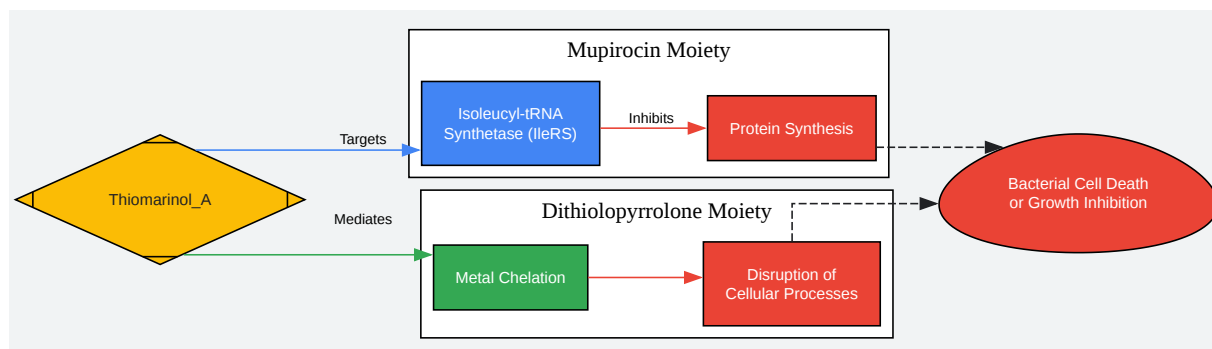 Mupirocin Moiety
Isoleucyl-tRNA
Synthetase (IleRS)
Inhibits
Protein Synthesis
Targets
Thiomarinol_A
Mediates
Dithiolopyrrolone Moiety
Metal Chelation
Disruption of
Cellular Processes
Bacterial Cell Death
or Growth Inhibition